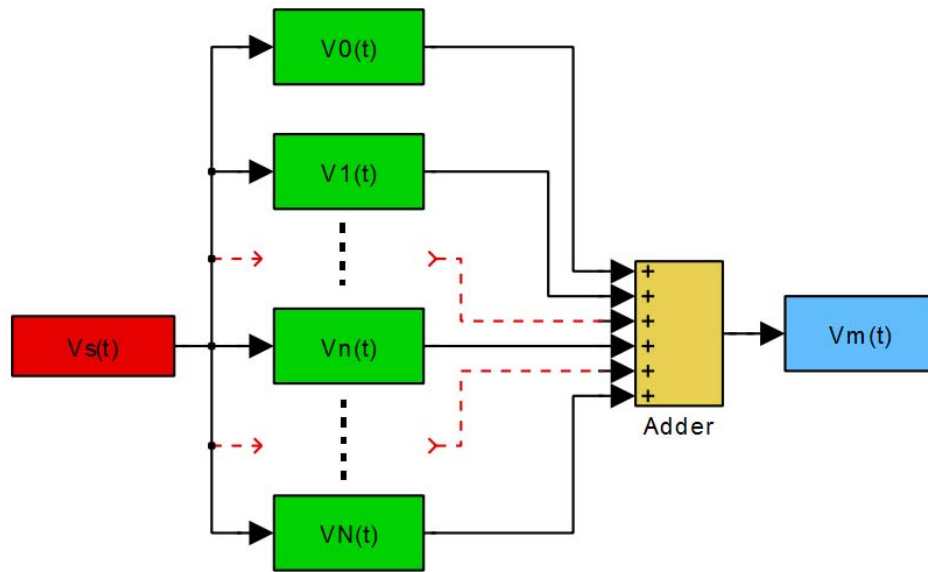 V0(t)
V1(t)
Vs(t)
Vn(t)
VN(t)
+
+
+
+
+
+
Adder
Vm(t)